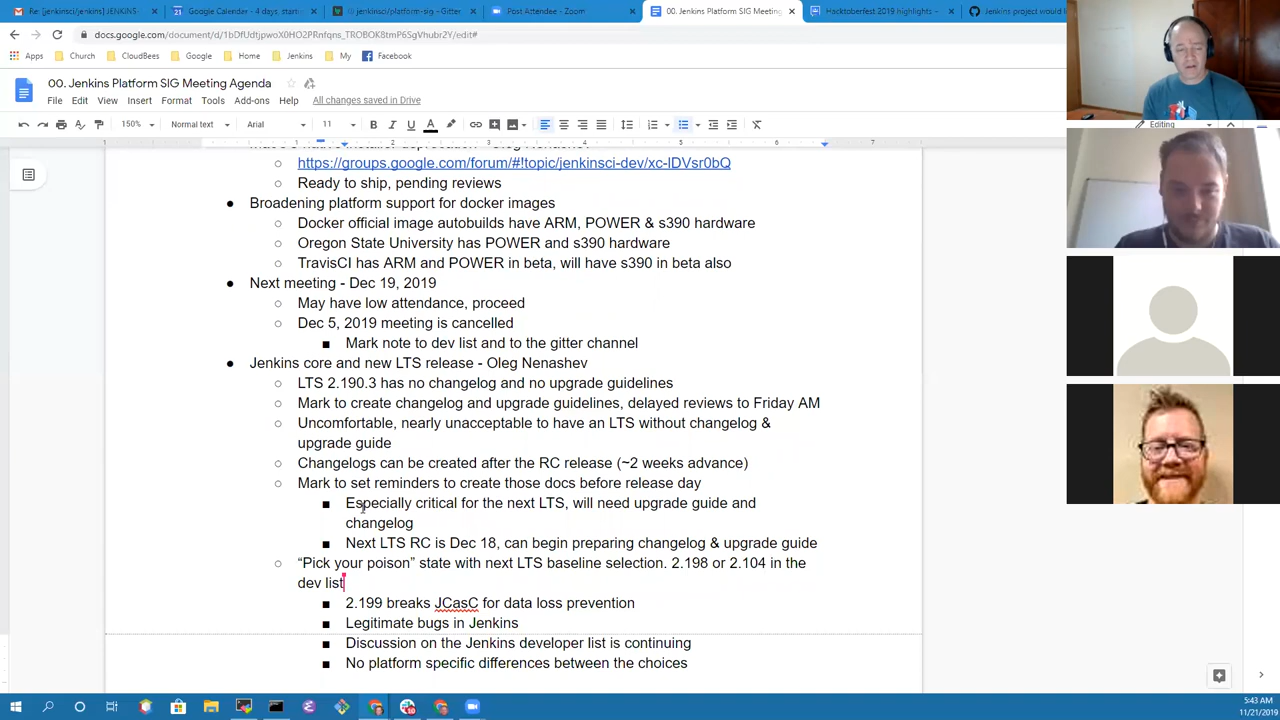 Re: [jenkinsci/jenkins] JENKINS-
Google Calendar - 4 days starti
jenkinsci/platform-sig - Gitter
Post Attendee - Zoom
00. Jenkins Platform SIG Meeting
Hacktoberfest 2019 highlights -
Jenkins project would l
docs.google.com/document/d/
Apps Church CloudBees Google Home Jenkins My Facebook
00. Jenkins Platform SIG Meeting Agenda
File Edit View Insert Format Tools Add-ons Help All changes saved in Drive
150% Normal text Arial 11 Editing
1 1 2 3 4 5 6 7
https://groups.google.com/forum/#!topic/jenkinsci-dev/xc-lDVsr0bQ
Ready to ship, pending reviews
Broadening platform support for docker images
Docker official image autobuilds have ARM, POWER & s390 hardware
Oregon State University has POWER and s390 hardware
TravisCI has ARM and POWER in beta, will have s390 in beta also
Next meeting - Dec 19, 2019
May have low attendance, proceed
Dec 5, 2019 meeting is cancelled
Mark note to dev list and to the gitter channel
Jenkins core and new LTS release - Oleg Nenashev
LTS 2.190.3 has no changelog and no upgrade guidelines
Mark to create changelog and upgrade guidelines, delayed reviews to Friday AM
Uncomfortable, nearly unacceptable to have an LTS without changelog &
upgrade guide
Changelogs can be created after the RC release (~2 weeks advance)
Mark to set reminders to create those docs before release day
Especially critical for the next LTS, will need upgrade guide and
changelog
Next LTS RC is Dec 18, can begin preparing changelog & upgrade guide
“Pick your poison” state with next LTS baseline selection. 2.198 or 2.104 in the
dev list
2.199 breaks JCasC for data loss prevention
Legitimate bugs in Jenkins
Discussion on the Jenkins developer list is continuing
No platform specific differences between the choices
5:43 AM
11/21/2019